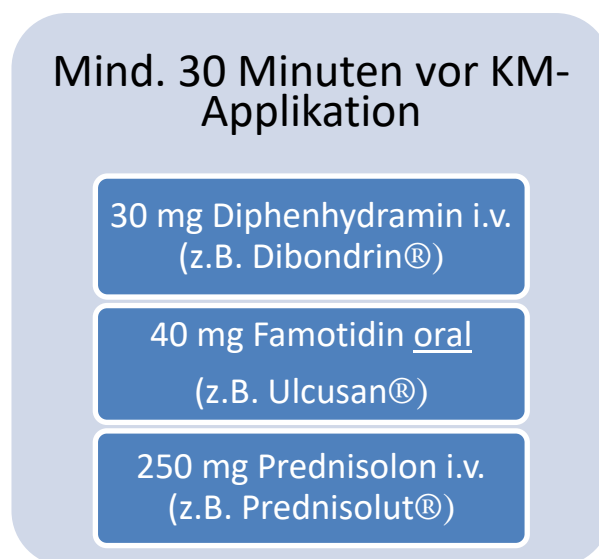 Mind. 30 Minuten vor KM-
Applikation
30 mg Diphenhydramin i.v.
(z.B. Dibondrin®)
40 mg Famotidin oral
(z.B. Ulcusan®)
250 mg Prednisolon i.v.
(z.B. Prednisolut®)